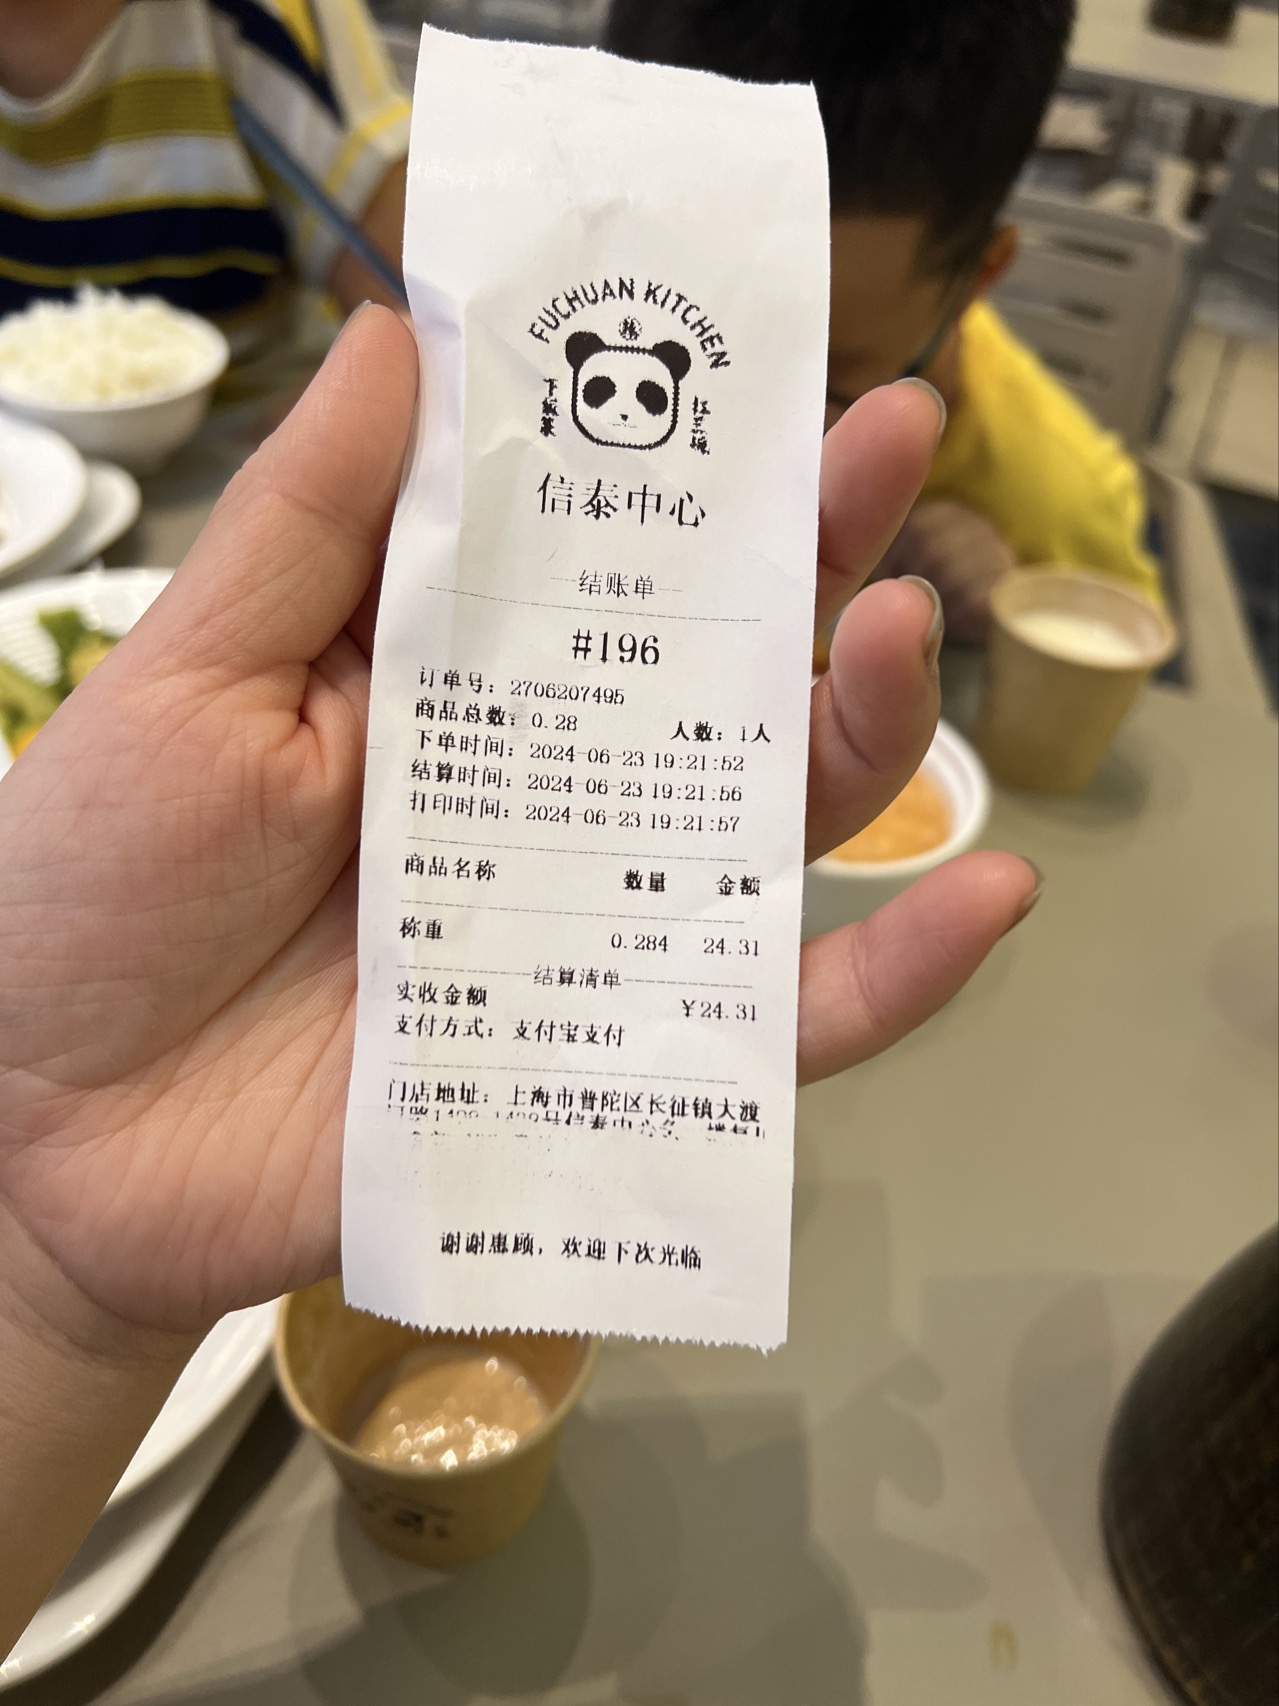 FUCHUAN KITCHEN
下饭菜
扛三碗
信泰中心
结账单
#196
订单号：2706207495
商品总数：0.28 人数：1人
下单时间：2024-06-23 19:21:52
结算时间：2024-06-23 19:21:56
打印时间：2024-06-23 19:21:57
商品名称 数量 金额
称重 0.284 24.31
结算清单
实收金额 ￥24.31
支付方式：支付宝支付
门店地址：上海市普陀区长征镇大渡
号信泰中心
谢谢惠顾，欢迎下次光临